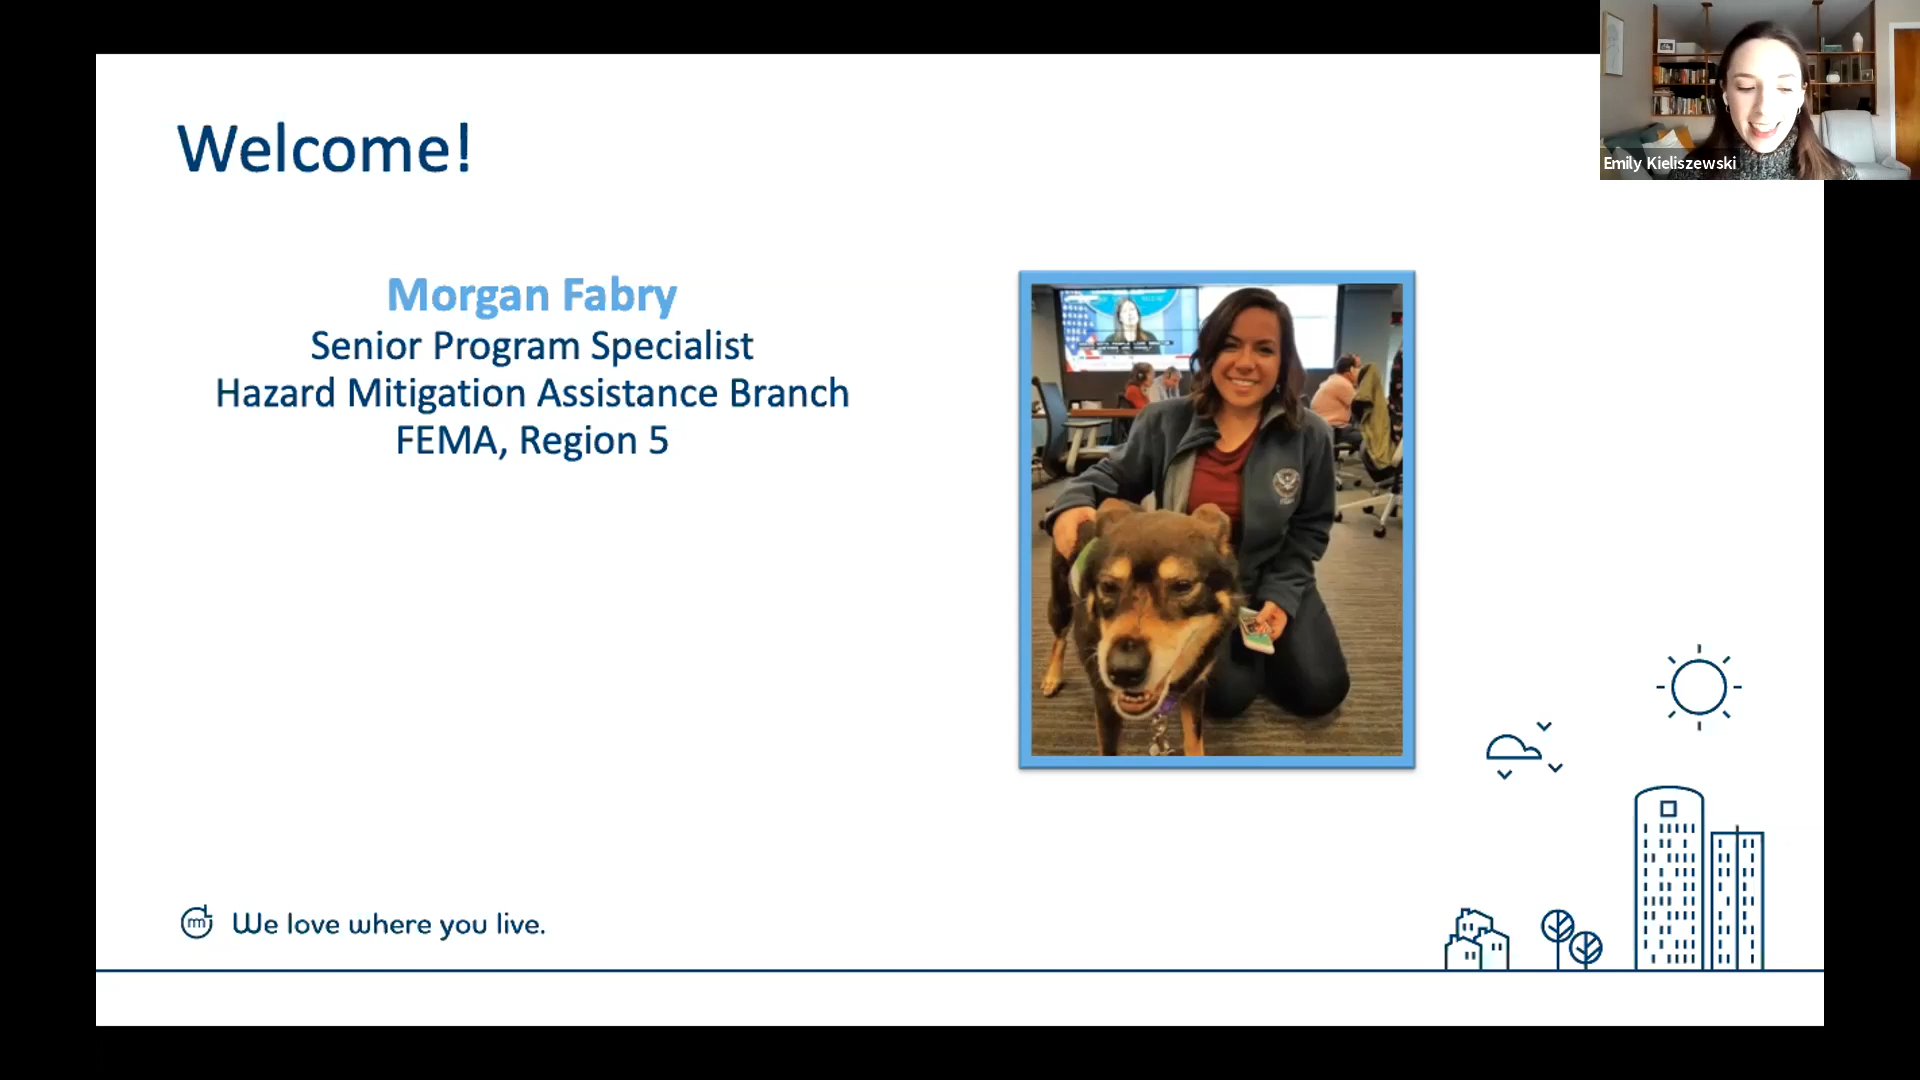 Welcome!
Emily Kieliszewski
Morgan Fabry
Senior Program Specialist
Hazard Mitigation Assistance Branch
FEMA, Region 5
We love where you live.